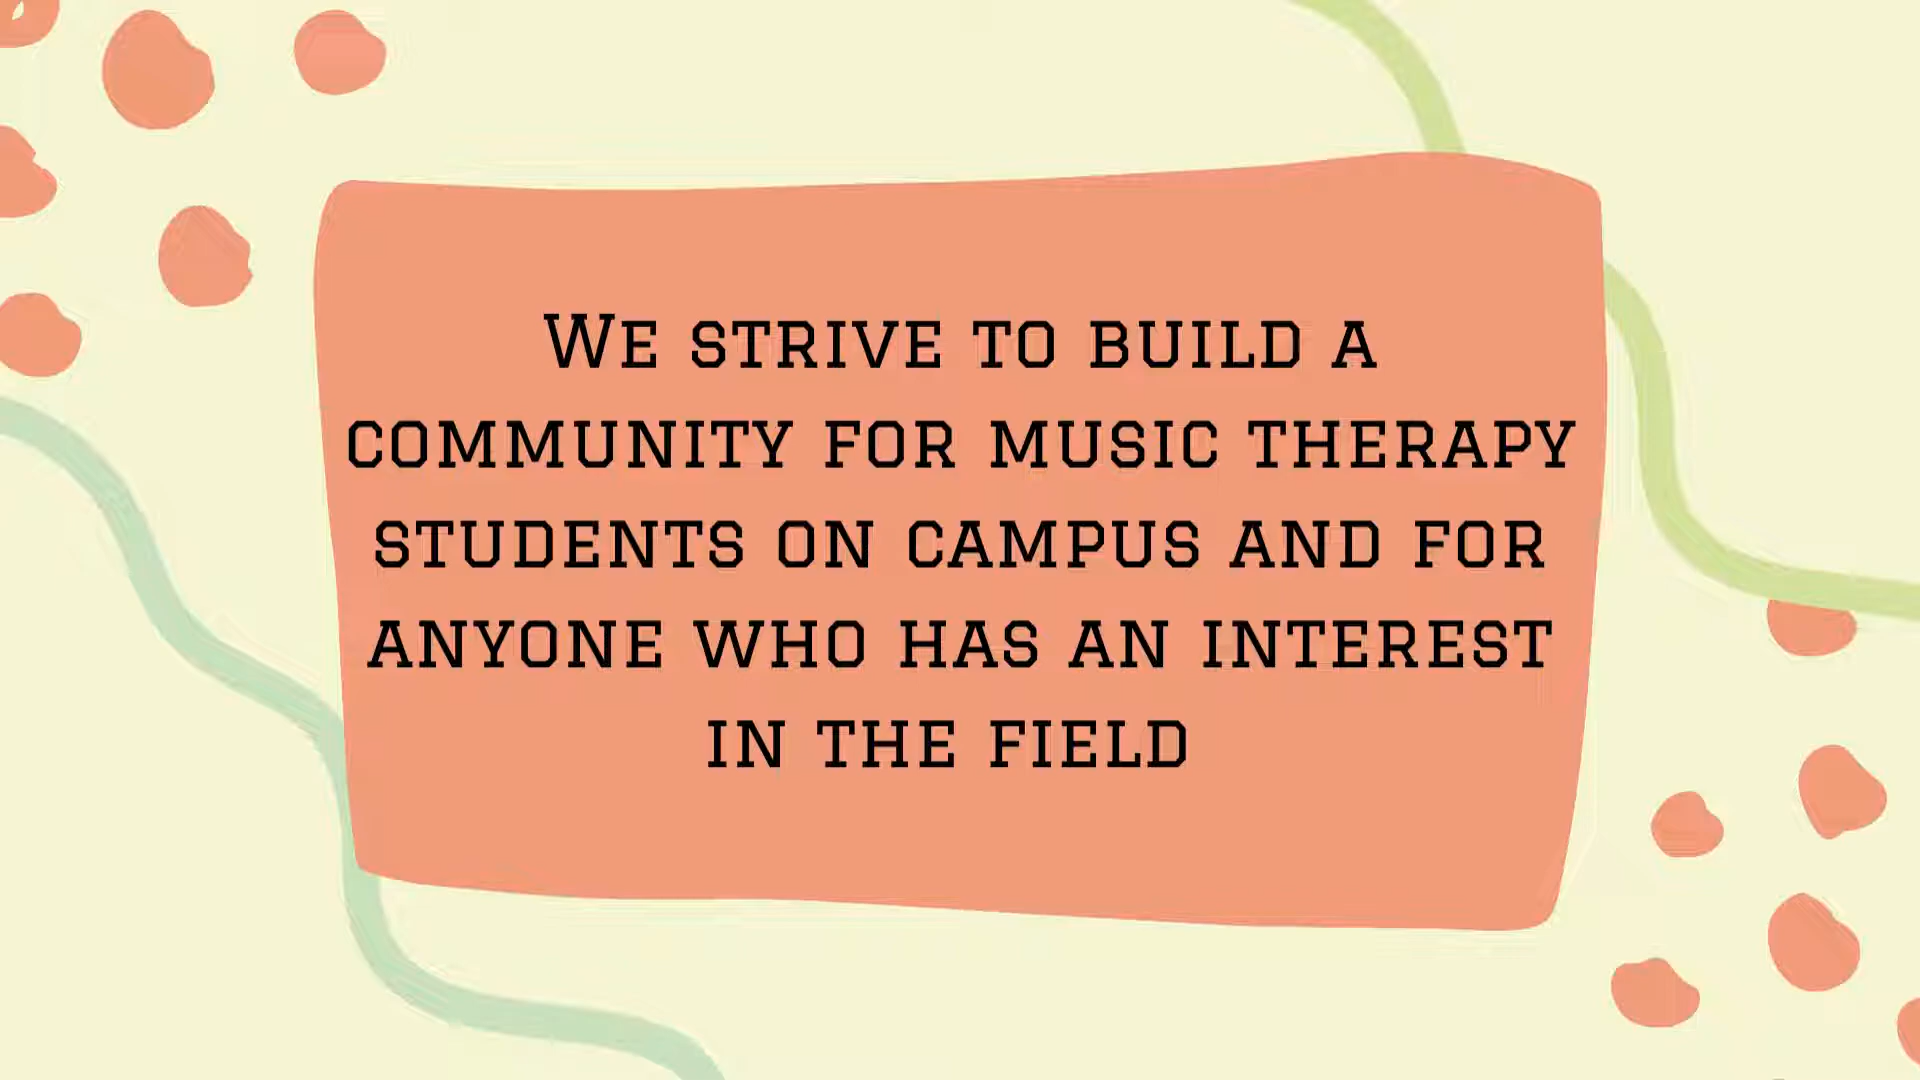 We strive to build a
community for music therapy
students on campus and for
anyone who has an interest
in the field